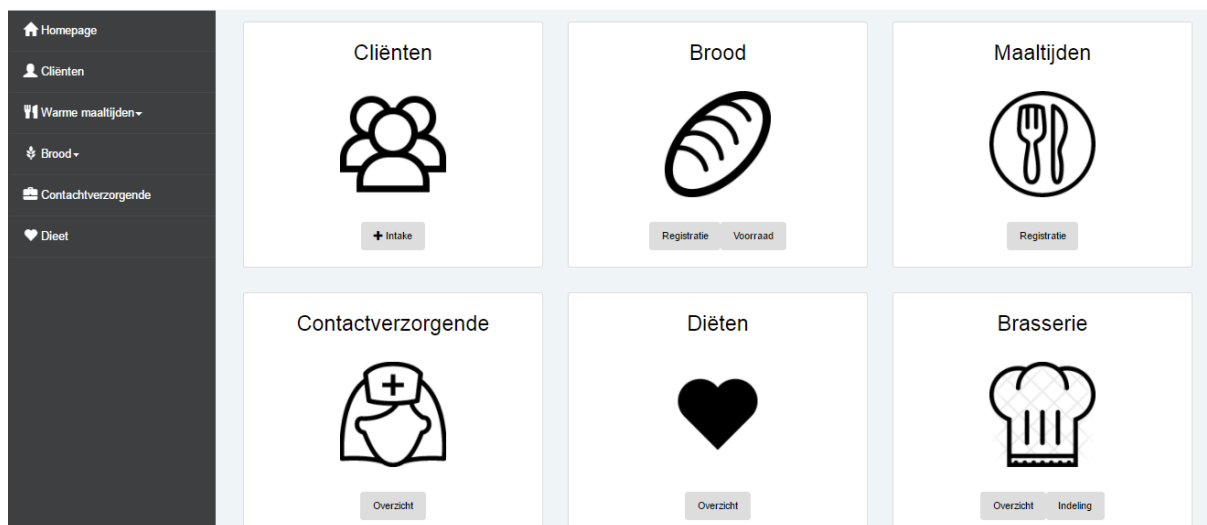 Homepage
Cliënten
Warme maaltijden
Brood
Contachtverzorgende
Dieet
Cliënten
Intake
Brood
Registratie Voorraad
Maaltijden
Registratie
Contactverzorgende
Overzicht
Diëten
Overzicht
Brasserie
Overzicht Indeling